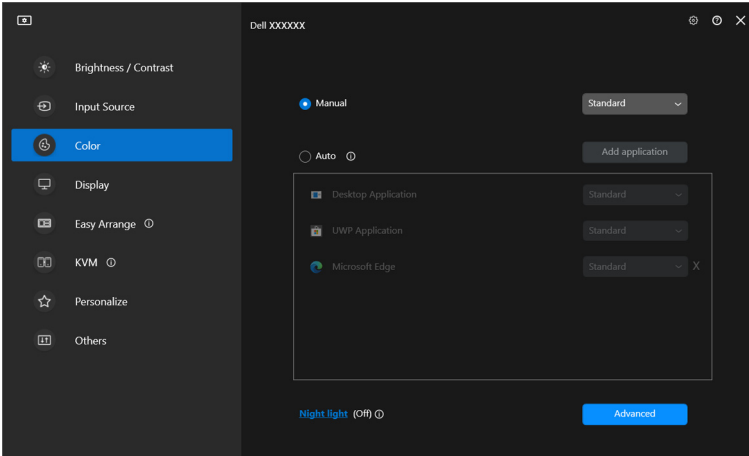 Dell XXXXXX
Brightness / Contrast
Input Source
Color
Display
Easy Arrange
KVM
Personalize
Others
Manual
Standard
Auto
Add application
Desktop Application
Standard
UWP Application
Standard
Microsoft Edge
Standard
X
Night light (Off)
Advanced